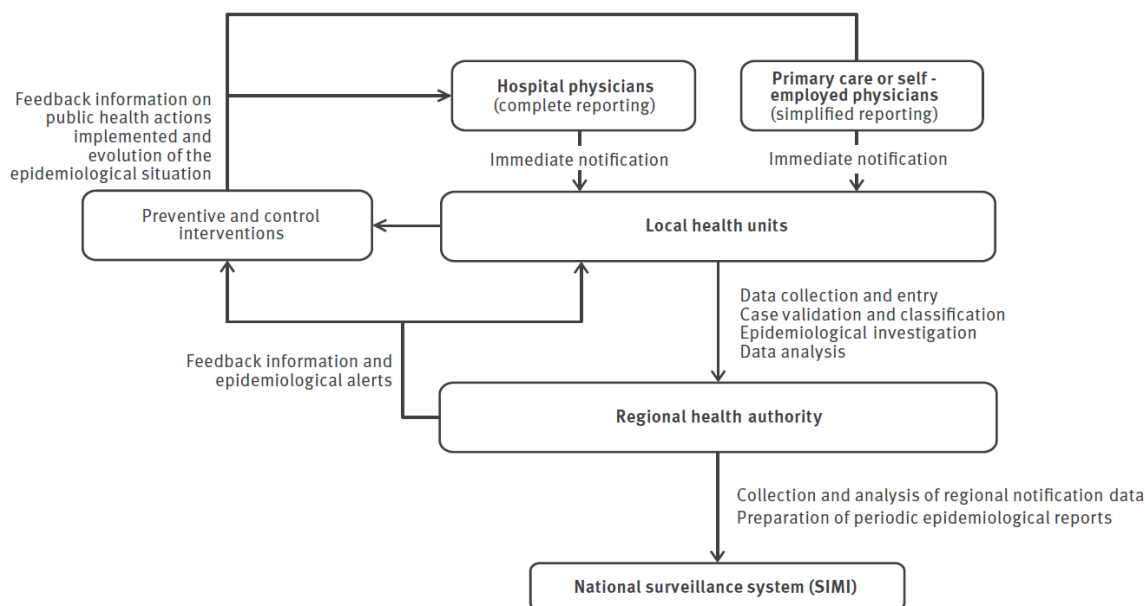 Hospital physicians
(complete reporting)
Primary care or self -
employed physicians
(simplified reporting)
Feedback information on
public health actions
implemented and
evolution of the
epidemiological situation
Immediate notification
Immediate notification
Preventive and control
interventions
Local health units
Data collection and entry
Case validation and classification
Epidemiological investigation
Data analysis
Feedback information and
epidemiological alerts
Regional health authority
Collection and analysis of regional notification data
Preparation of periodic epidemiological reports
National surveillance system (SIMI)